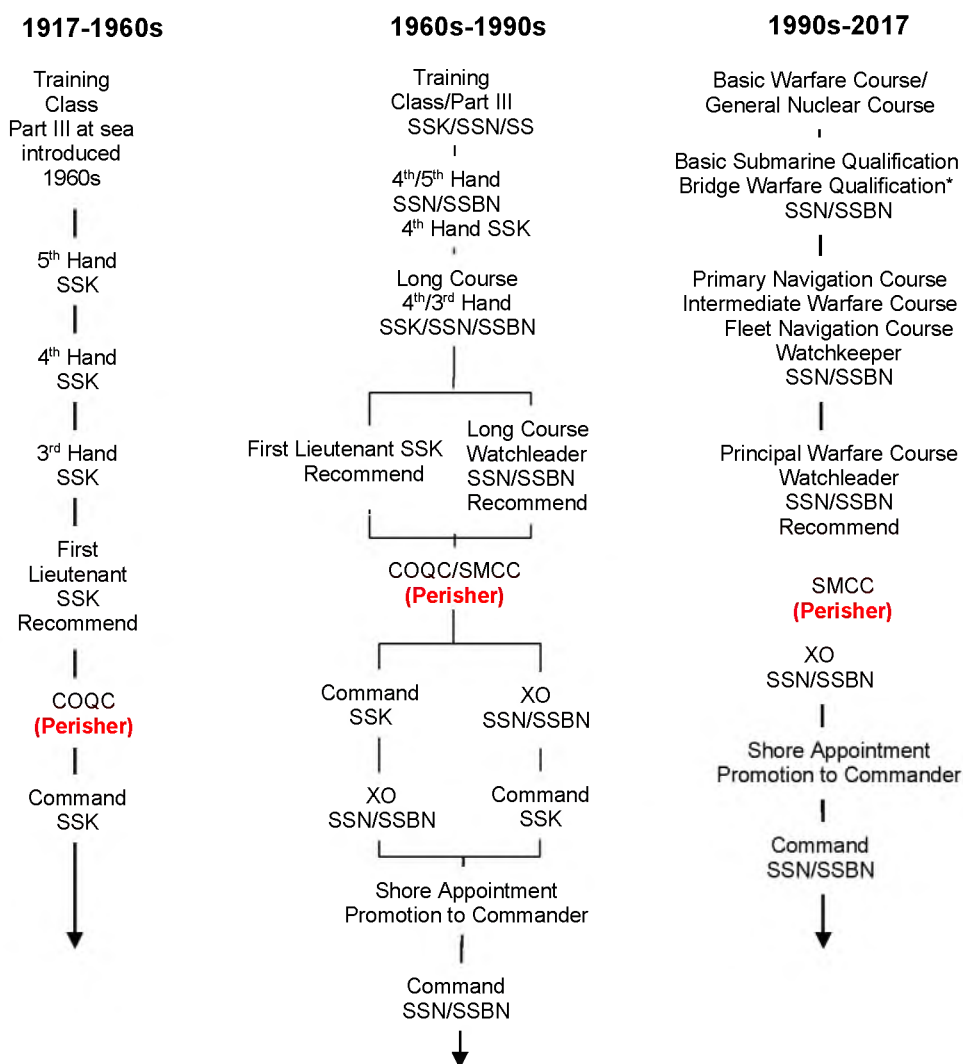 1917-1960s
Training
Class
Part III at sea
introduced
1960s
5th Hand
SSK
4th Hand
SSK
3rd Hand
SSK
First
Lieutenant
SSK
Recommend
COQC
(Perisher)
Command
SSK
1960s-1990s
Training
Class/Part III
SSK/SSN/SS
4th/5th Hand
SSN/SSBN
4th Hand SSK
Long Course
4th/3rd Hand
SSK/SSN/SSBN
First Lieutenant SSK
Recommend
Long Course
Watchleader
SSN/SSBN
Recommend
COQC/SMCC
(Perisher)
Command
SSK
XO
SSN/SSBN
XO
SSN/SSBN
Command
SSK
Shore Appointment
Promotion to Commander
Command
SSN/SSBN
1990s-2017
Basic Warfare Course/
General Nuclear Course
Basic Submarine Qualification
Bridge Warfare Qualification*
SSN/SSBN
Primary Navigation Course
Intermediate Warfare Course
Fleet Navigation Course
Watchkeeper
SSN/SSBN
Principal Warfare Course
Watchleader
SSN/SSBN
Recommend
SMCC
(Perisher)
XO
SSN/SSBN
Shore Appointment
Promotion to Commander
Command
SSN/SSBN